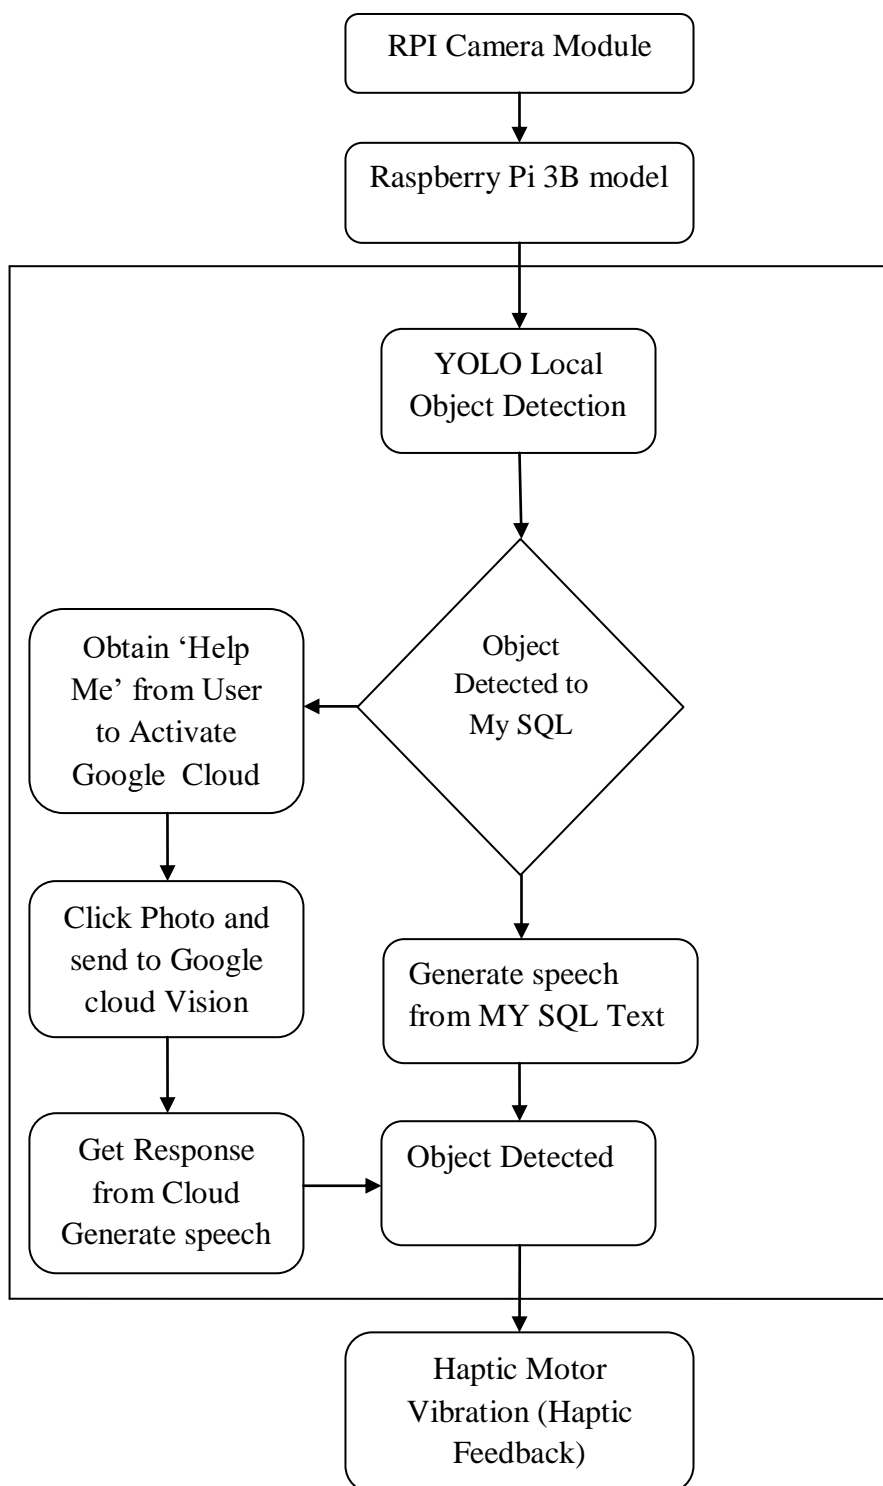 RPI Camera Module
Raspberry Pi 3B model
YOLO Local
Object Detection
Object
Detected to
My SQL
Obtain ‘Help
Me’ from User
to Activate
Google  Cloud
Click Photo and
send to Google
cloud Vision
Generate speech
from MY SQL Text
Get Response
from Cloud
Generate speech
Object Detected
Haptic Motor
Vibration (Haptic
Feedback)